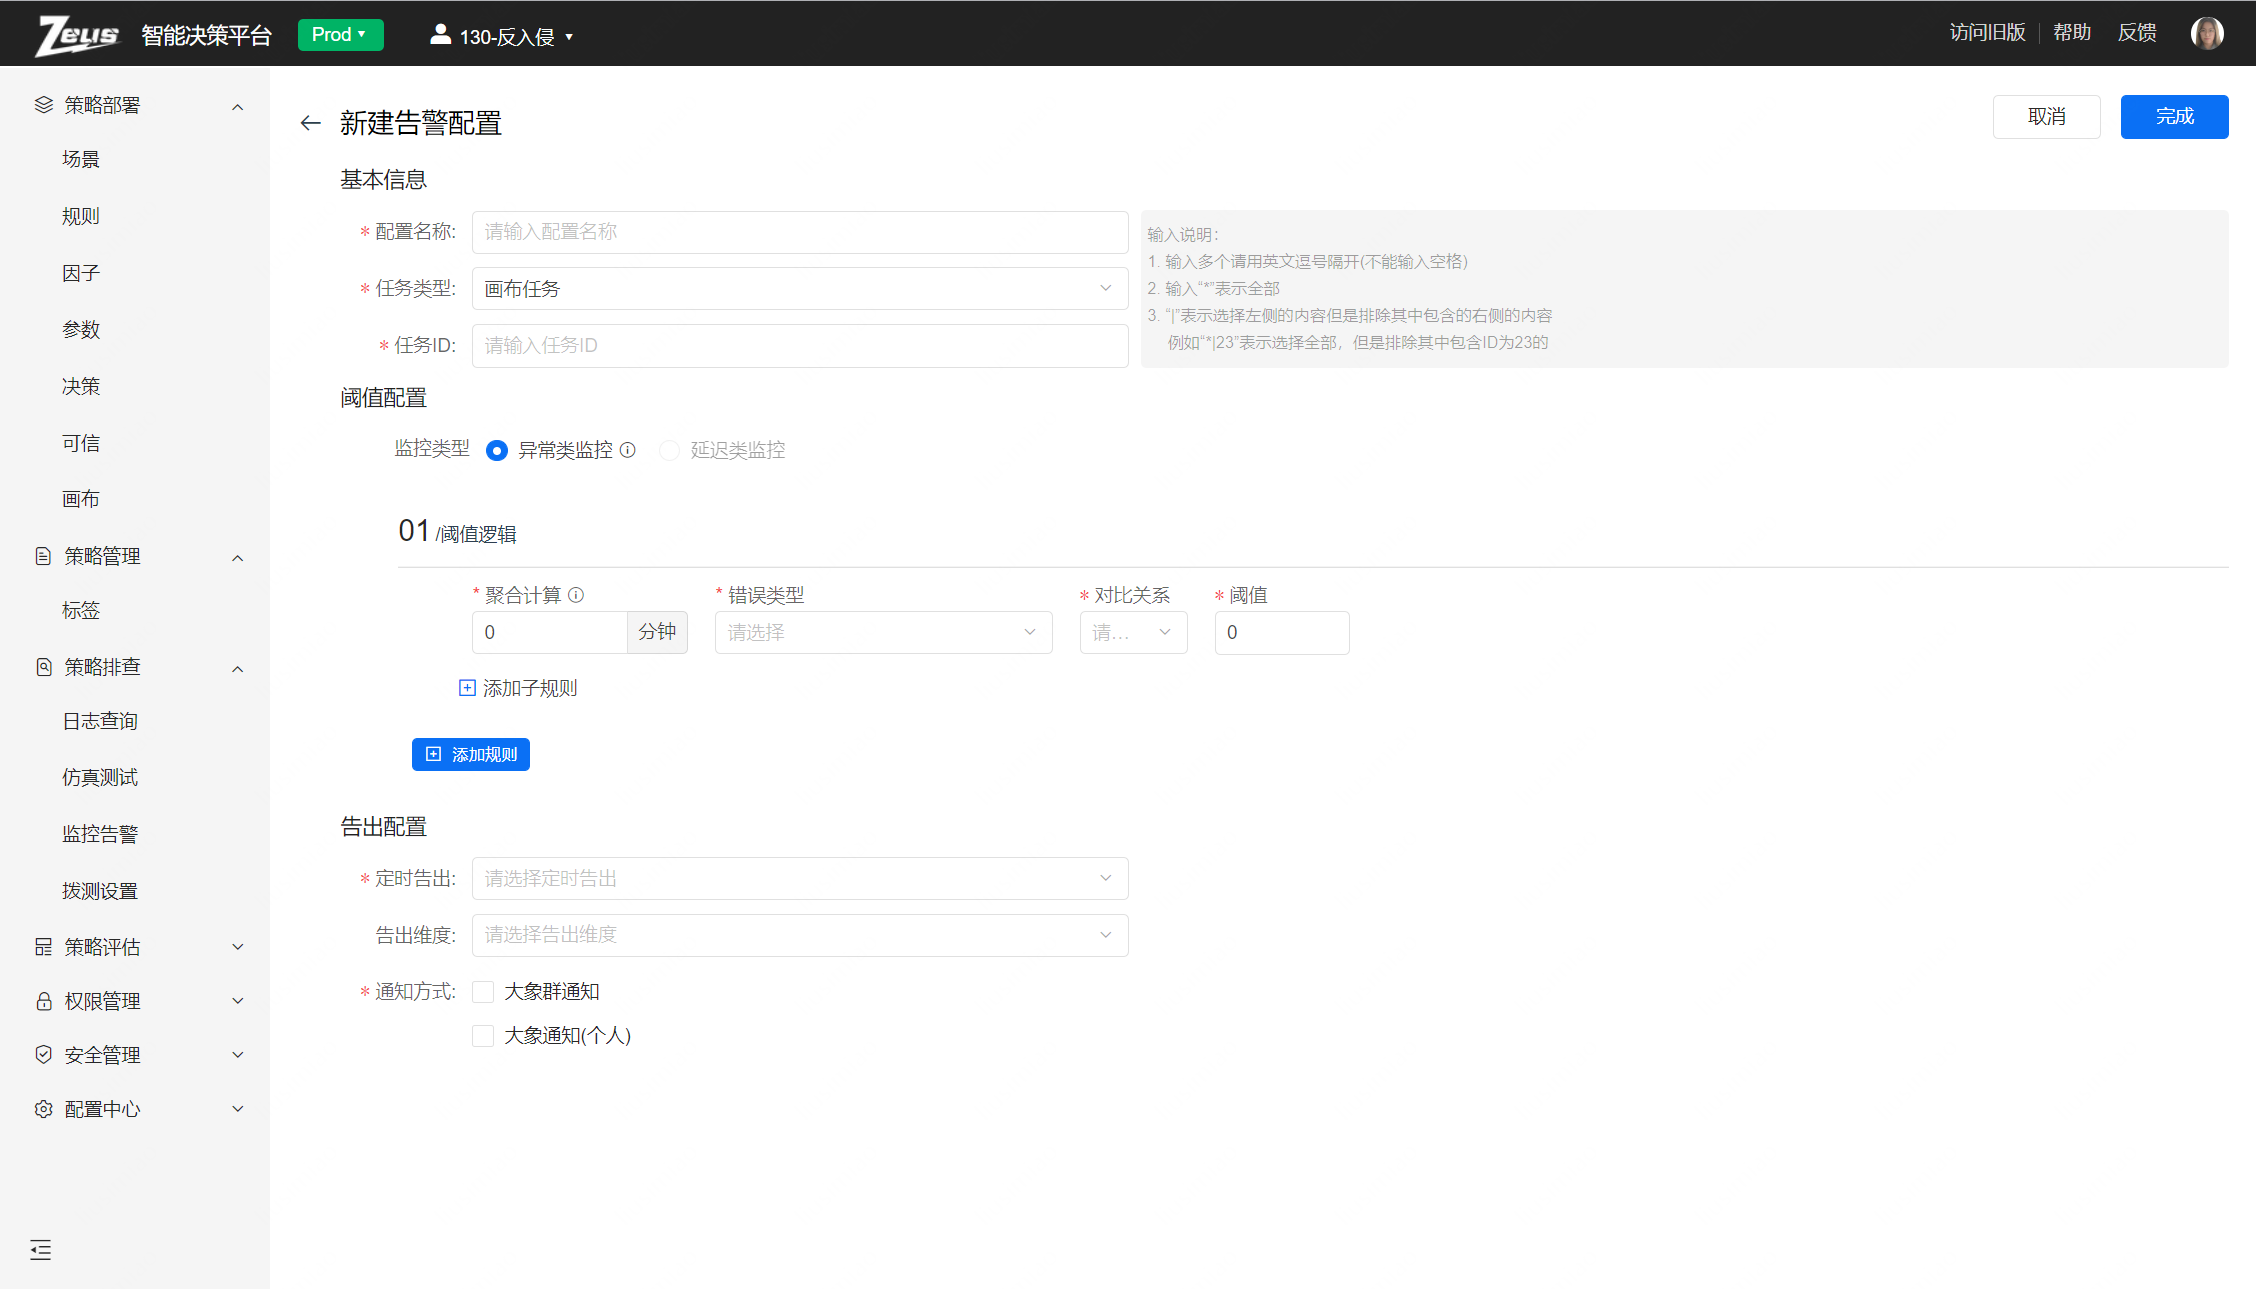 Zeus 智能决策平台 Prod 130-反入侵 访问旧版 帮助 反馈
策略部署
场景
规则
因子
参数
决策
可信
画布
策略管理
标签
策略排查
日志查询
仿真测试
监控告警
拨测设置
策略评估
权限管理
安全管理
配置中心
新建告警配置
取消
完成
基本信息
* 配置名称: 请输入配置名称
* 任务类型: 画布任务
* 任务ID: 请输入任务ID
输入说明：
1. 输入多个请用英文逗号隔开(不能输入空格)
2. 输入“*”表示全部
3. “|”表示选择左侧的内容但是排除其中包含的右侧的内容
例如“*|23”表示选择全部，但是排除其中包含ID为23的
阈值配置
监控类型 异常类监控 延迟类监控
01 /阈值逻辑
* 聚合计算 * 错误类型 * 对比关系 * 阈值
0 分钟 请选择 请... 0
添加子规则
添加规则
告出配置
* 定时告出: 请选择定时告出
告出维度: 请选择告出维度
* 通知方式: 大象群通知
大象通知(个人)